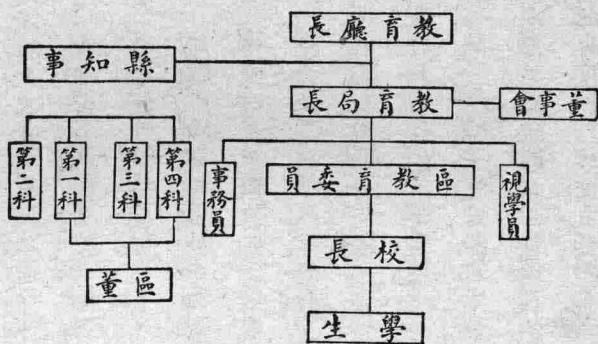 教育廳長
縣知事
教育局長
董事會
視學員
區教育委員
事務員
第四科
第三科
第一科
第二科
校長
區董
學生